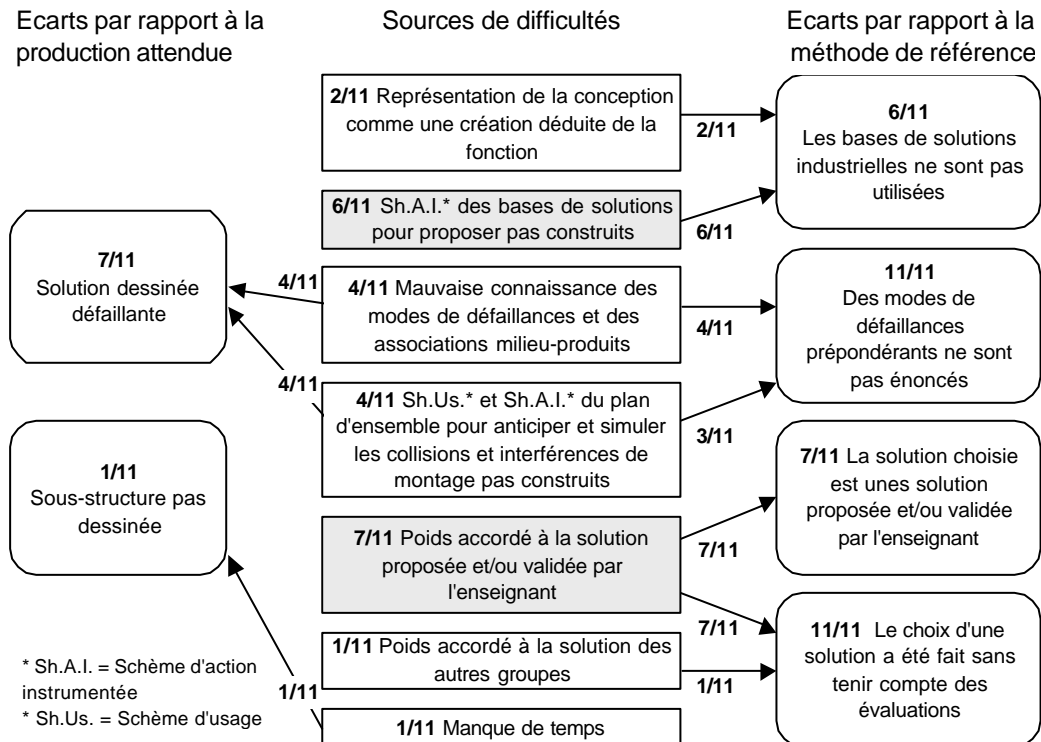 Ecarts par rapport à la
production attendue
Sources de difficultés
Ecarts par rapport à la
méthode de référence
7/11
Solution dessinée
défaillante
1/11
Sous-structure pas
dessinée
* Sh.A.I. = Schème d'action
instrumentée
* Sh.Us. = Schème d'usage
4/11
4/11
1/11
2/11 Représentation de la conception
comme une création déduite de la
fonction
6/11 Sh.A.I.* des bases de solutions
pour proposer pas construits
4/11 Mauvaise connaissance des
modes de défaillances et des
associations milieu-produits
4/11 Sh.Us.* et Sh.A.I.* du plan
d'ensemble pour anticiper et simuler
les collisions et interférences de
montage pas construits
7/11 Poids accordé à la solution
proposée et/ou validée par
l'enseignant
1/11 Poids accordé à la solution des
autres groupes
1/11 Manque de temps
2/11
6/11
4/11
3/11
7/11
7/11
1/11
6/11
Les bases de solutions
industrielles ne sont pas
utilisées
11/11
Des modes de
défaillances
prépondérants ne sont
pas énoncés
7/11 La solution choisie
est unes solution
proposée et/ou validée
par l'enseignant
11/11 Le choix d'une
solution a été fait sans
tenir compte des
évaluations